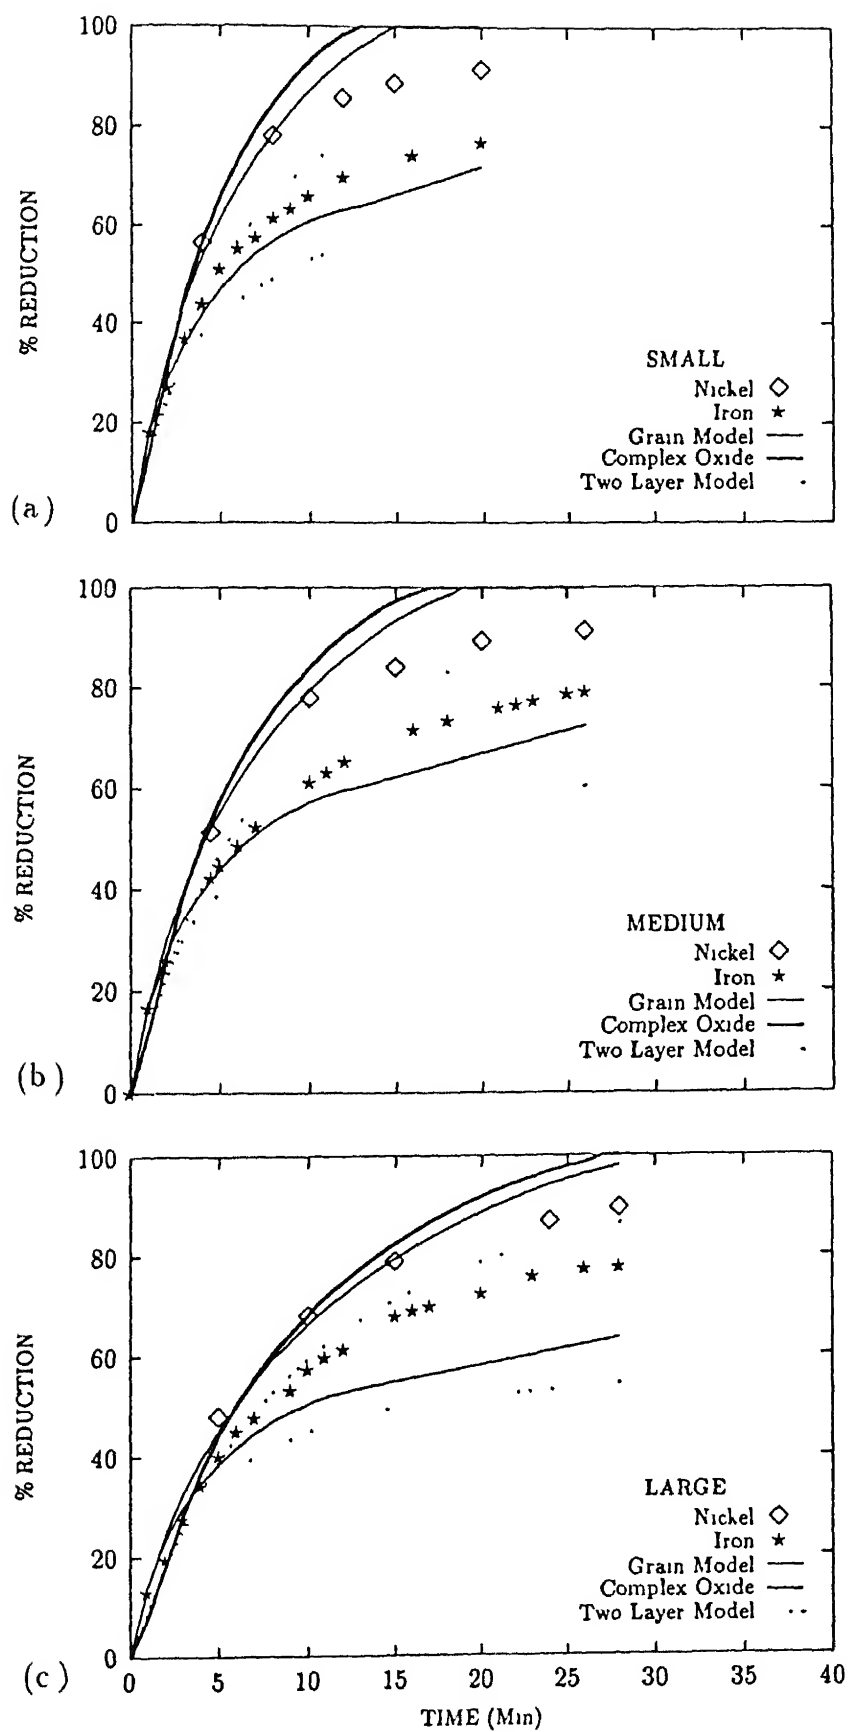 100
80
60
40
20
0
% REDUCTION
(a)
SMALL
Nickel
Iron
Grain Model
Complex Oxide
Two Layer Model
100
80
60
40
20
0
% REDUCTION
(b)
MEDIUM
Nickel
Iron
Grain Model
Complex Oxide
Two Layer Model
100
80
60
40
20
0
% REDUCTION
(c)
LARGE
Nickel
Iron
Grain Model
Complex Oxide
Two Layer Model
0 5 10 15 20 25 30 35 40
TIME (Min)